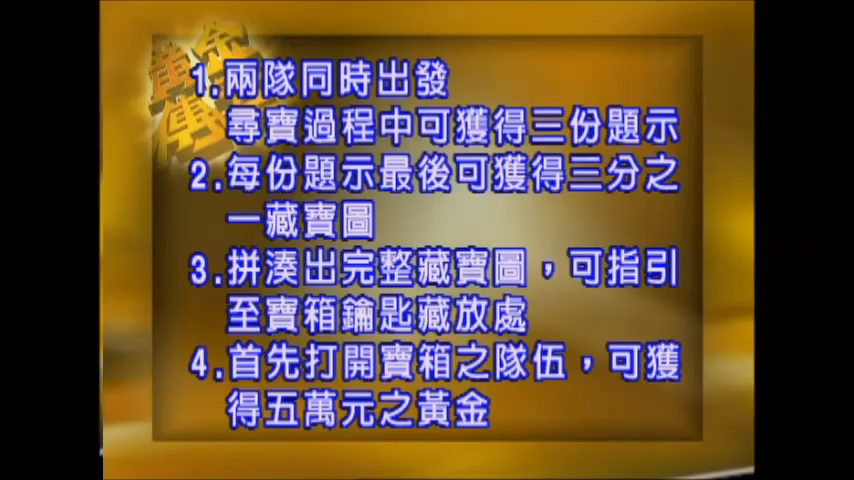 黃金
傳
1.兩隊同時出發
尋寶過程中可獲得三份題示
2.每份題示最後可獲得三分之
一藏寶圖
3.拼湊出完整藏寶圖，可指引
至寶箱鑰匙藏放處
4.首先打開寶箱之隊伍，可獲
得五萬元之黃金